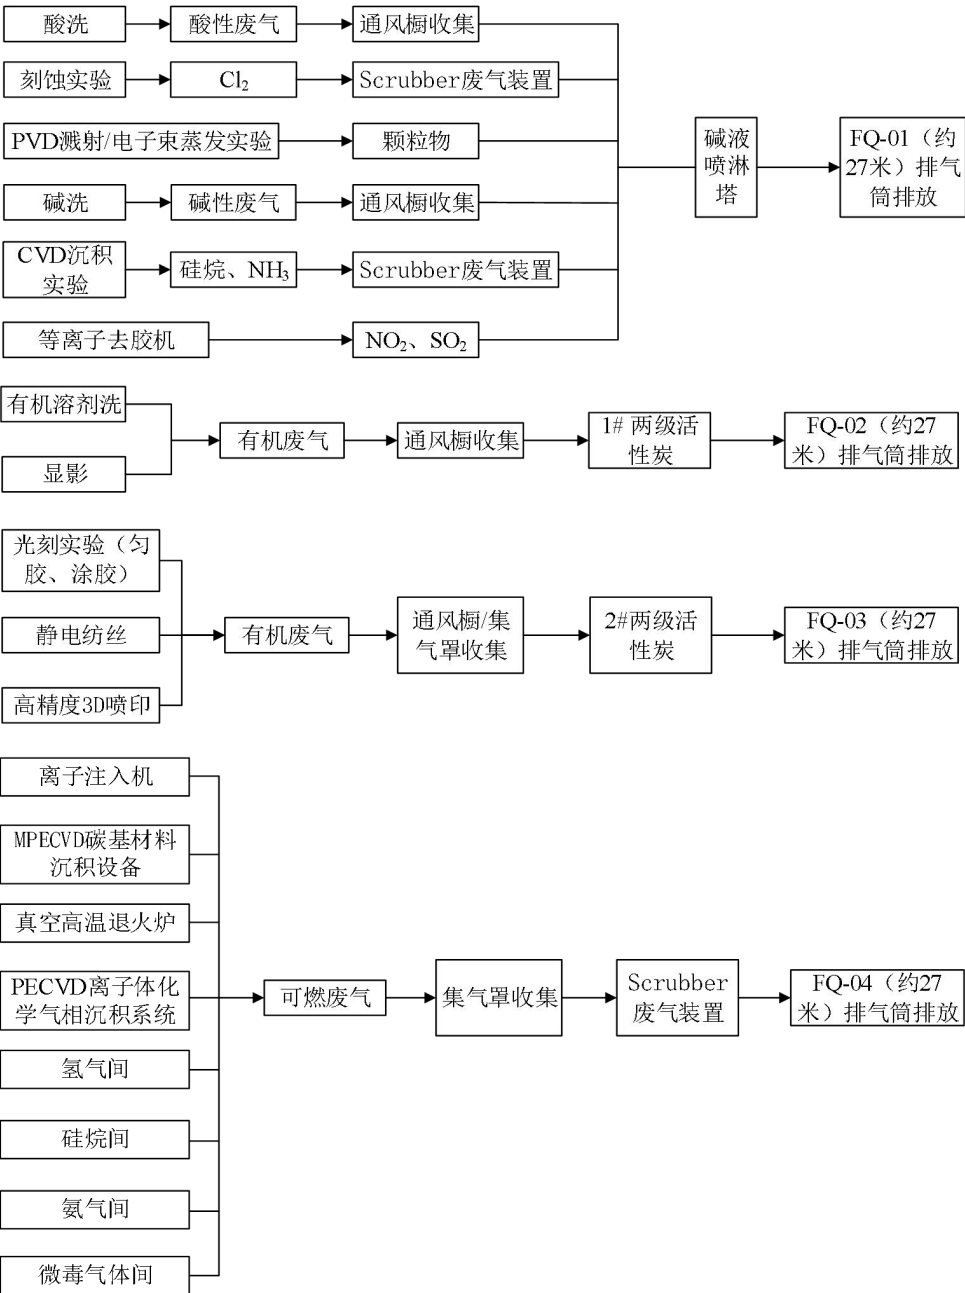 酸洗
酸性废气
通风橱收集
刻蚀实验
Cl₂
Scrubber废气装置
PVD溅射/电子束蒸发实验
颗粒物
碱液
喷淋
塔
FQ-01（约
27米）排气
筒排放
碱洗
碱性废气
通风橱收集
CVD沉积
实验
硅烷、NH₃
Scrubber废气装置
等离子去胶机
NO₂、SO₂
有机溶剂洗
显影
有机废气
通风橱收集
1# 两级活
性炭
FQ-02（约27
米）排气筒排放
光刻实验（匀
胶、涂胶）
静电纺丝
高精度3D喷印
有机废气
通风橱/集
气罩收集
2#两级活
性炭
FQ-03（约27
米）排气筒排放
离子注入机
MPECVD碳基材料
沉积设备
真空高温退火炉
PECVD离子体化
学气相沉积系统
氢气间
硅烷间
氨气间
微毒气体间
可燃废气
集气罩收集
Scrubber
废气装置
FQ-04（约27
米）排气筒排放